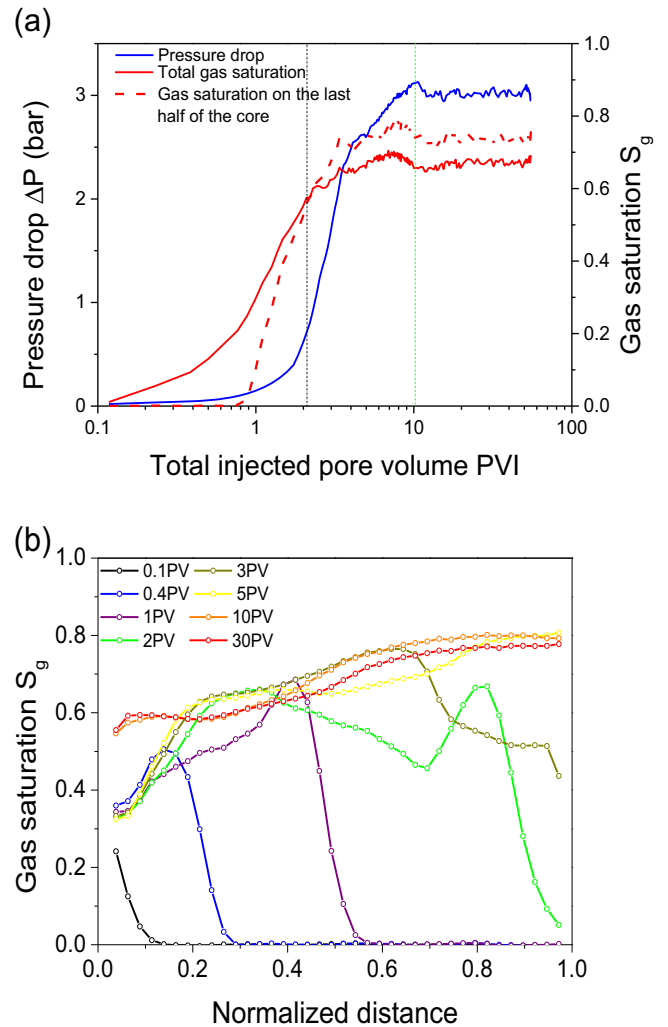 (a)
Pressure drop
Total gas saturation
Gas saturation on the last
half of the core
Pressure drop ΔP (bar)
3
2
1
0
1.0
0.8
0.6
0.4
0.2
0.0
Gas saturation S_g
0.1 1 10 100
Total injected pore volume PVI
(b)
0.1PV 3PV
0.4PV 5PV
1PV 10PV
2PV 30PV
Gas saturation S_g
1.0
0.8
0.6
0.4
0.2
0.0
0.0 0.2 0.4 0.6 0.8 1.0
Normalized distance